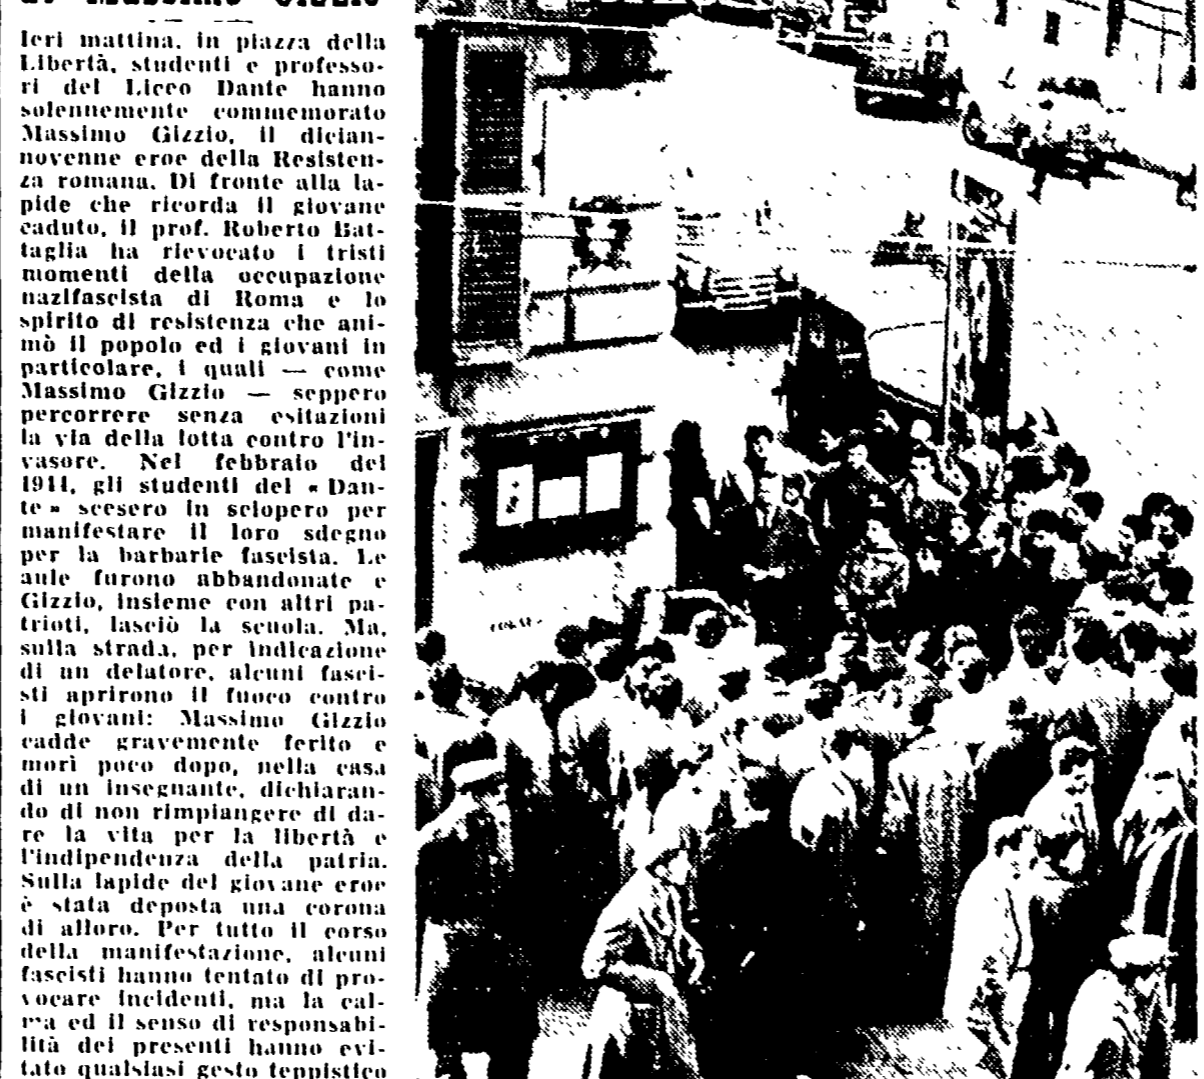 di Massimo Gizzio
Ieri mattina, in piazza della
Libertà, studenti e professo-
ri del Liceo Dante hanno
solennemente commemorato
Massimo Gizzio, il dician-
novenne eroe della Resisten-
za romana. Di fronte alla la-
pide che ricorda il giovane
caduto, il prof. Roberto Bat-
taglia ha rievocato i tristi
momenti della occupazione
nazifascista di Roma e lo
spirito di resistenza che ani-
mò il popolo ed i giovani in
particolare, i quali — come
Massimo Gizzio — seppero
percorrere senza esitazioni
la via della lotta contro l'in-
vasore. Nel febbraio del
1944, gli studenti del « Dan-
te » scesero in sciopero per
manifestare il loro sdegno
per la barbarie fascista. Le
aule furono abbandonate e
Gizzio, insieme con altri pa-
trioti, lasciò la scuola. Ma,
sulla strada, per indicazione
di un delatore, alcuni fasci-
sti aprirono il fuoco contro
i giovani: Massimo Gizzio
cadde gravemente ferito e
morì poco dopo, nella casa
di un insegnante, dichiaran-
do di non rimpiangere di da-
re la vita per la libertà e
l'indipendenza della patria.
Sulla lapide del giovane eroe
è stata deposta una corona
di alloro. Per tutto il corso
della manifestazione, alcuni
fascisti hanno tentato di pro-
vocare incidenti, ma la cal-
ma ed il senso di responsabi-
lità dei presenti hanno evi-
tato qualsiasi gesto teppistico